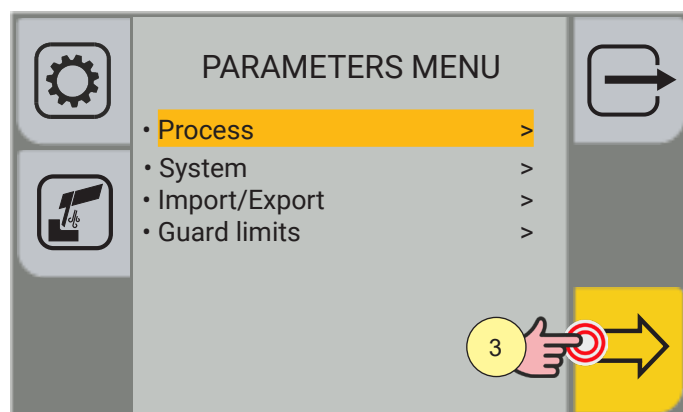 PARAMETERS MENU
• Process >
• System >
• Import/Export >
• Guard limits >
3